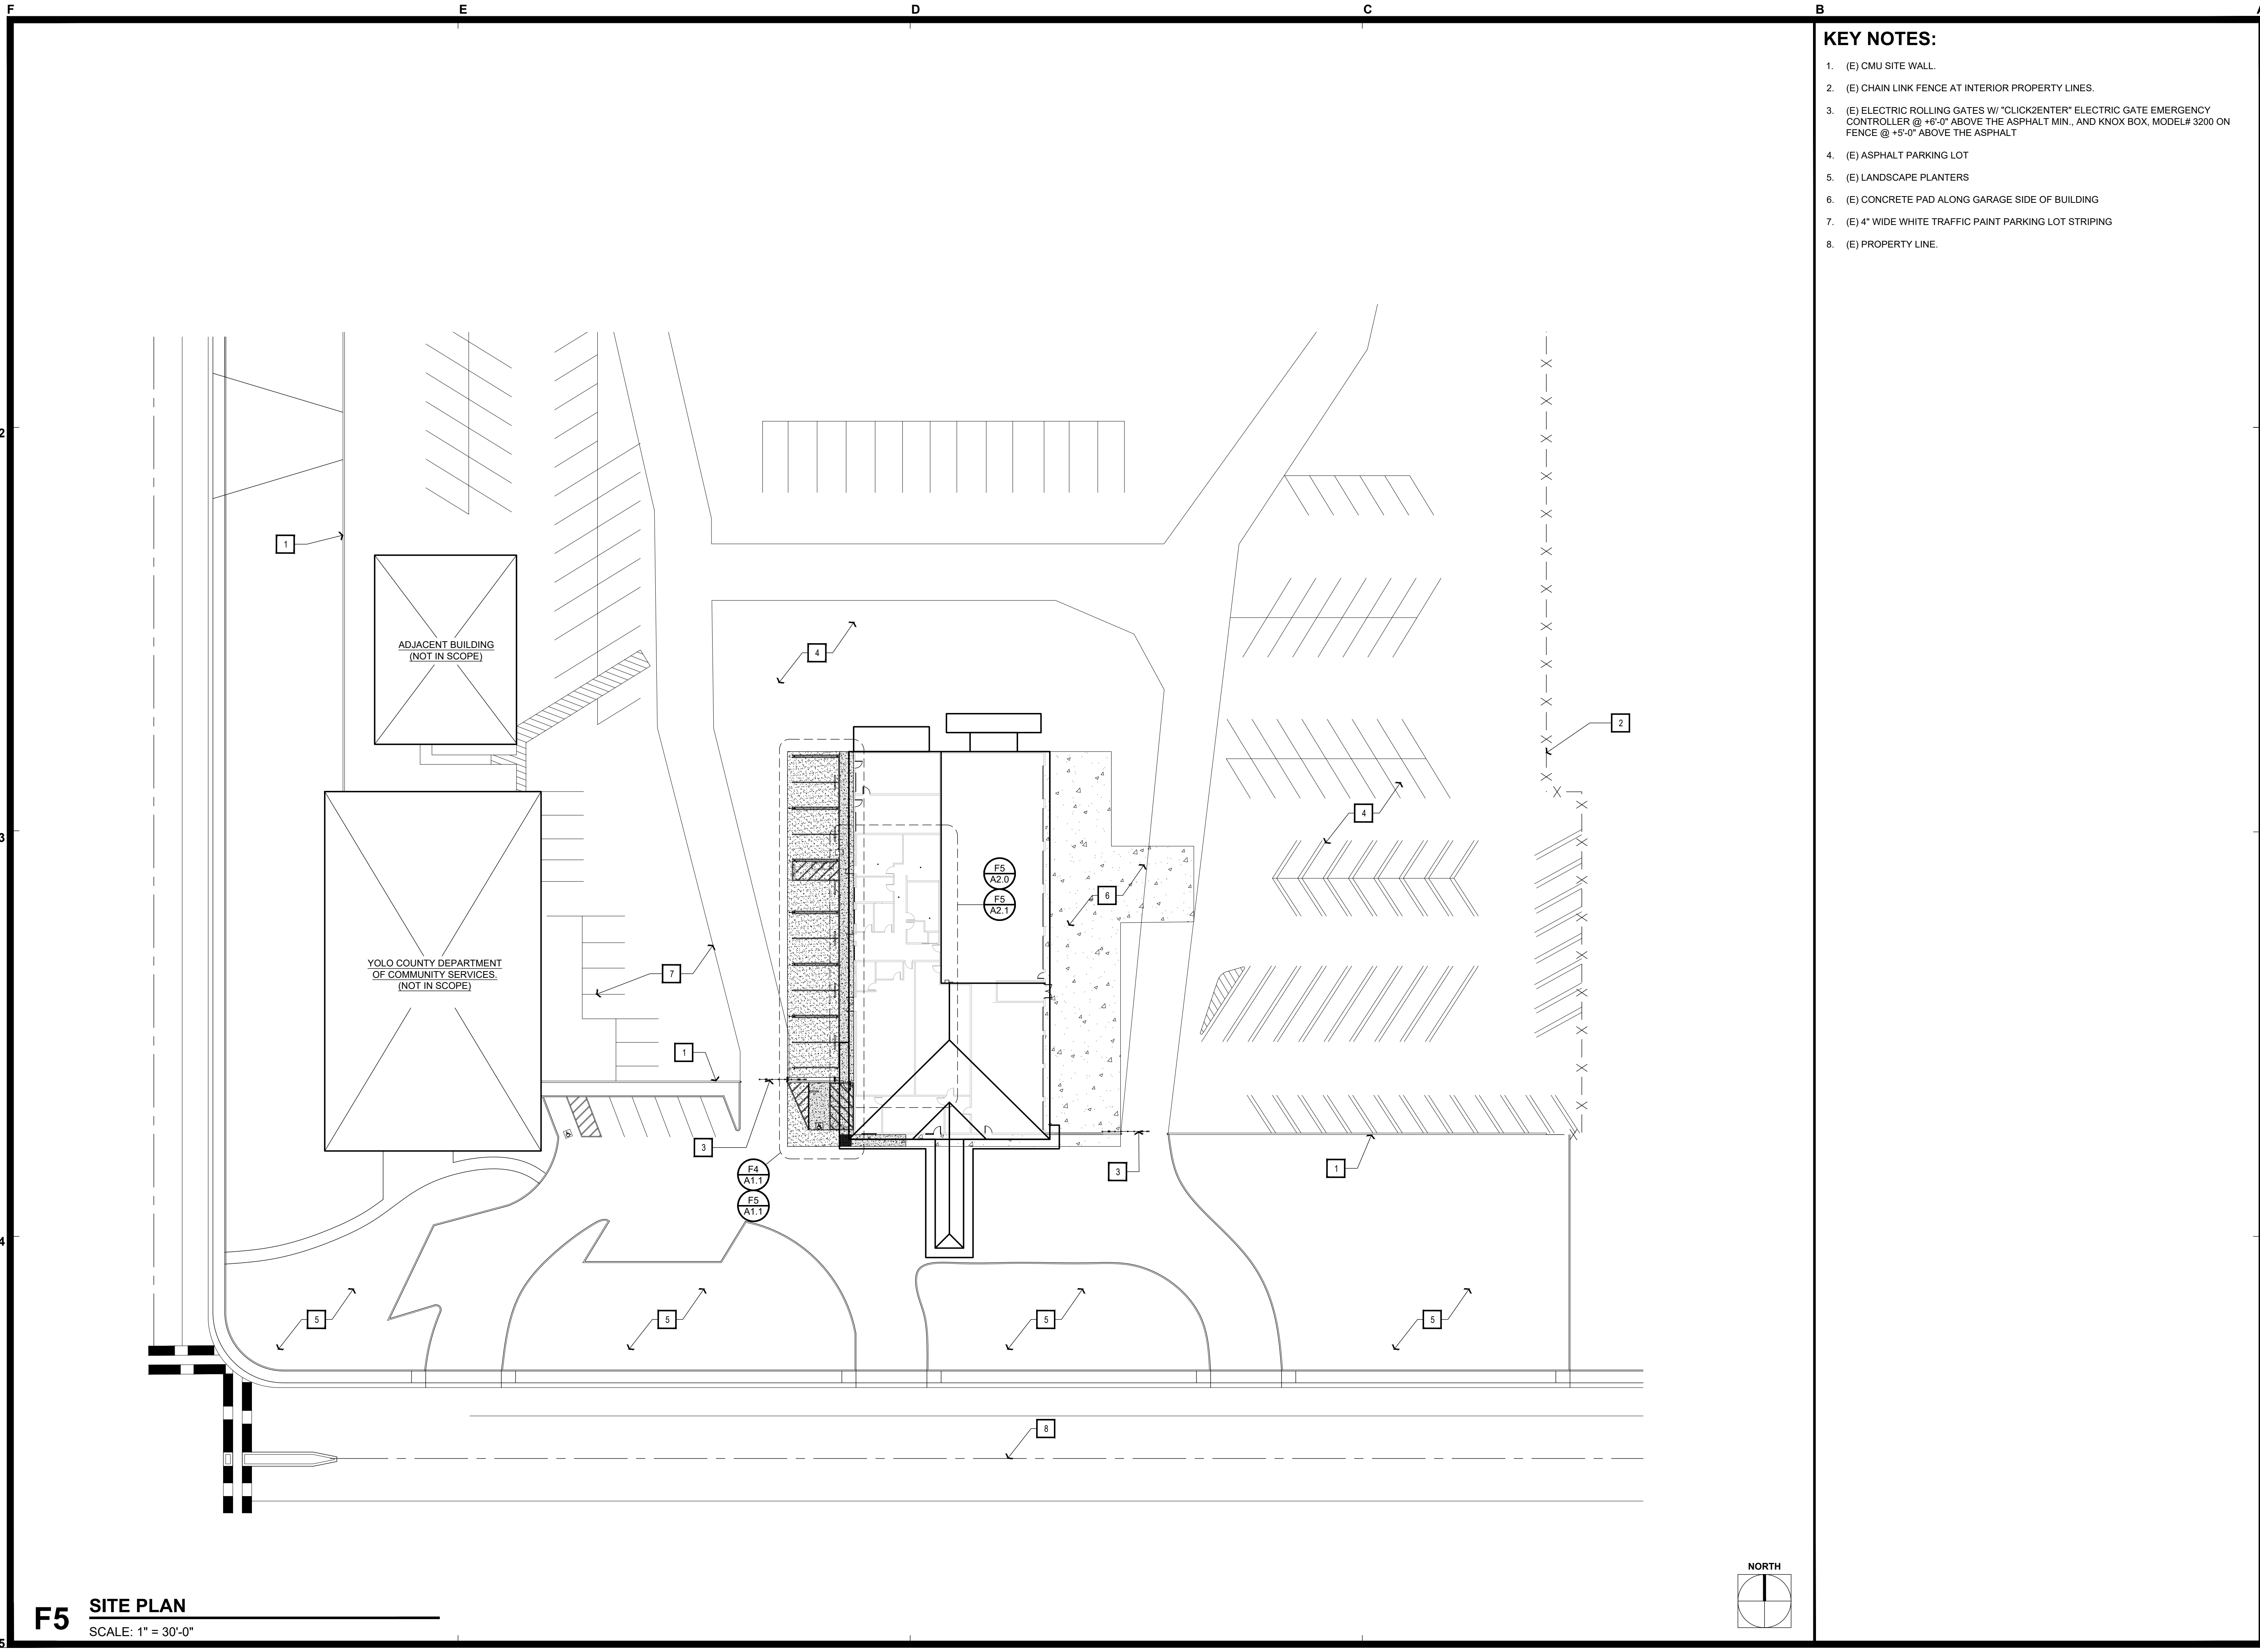 F E D C B A
KEY NOTES:
1. (E) CMU SITE WALL.
2. (E) CHAIN LINK FENCE AT INTERIOR PROPERTY LINES.
3. (E) ELECTRIC ROLLING GATES W/ "CLICK2ENTER" ELECTRIC GATE EMERGENCY
CONTROLLER @ +6'-0" ABOVE THE ASPHALT MIN., AND KNOX BOX, MODEL# 3200 ON
FENCE @ +5'-0" ABOVE THE ASPHALT
4. (E) ASPHALT PARKING LOT
5. (E) LANDSCAPE PLANTERS
6. (E) CONCRETE PAD ALONG GARAGE SIDE OF BUILDING
7. (E) 4" WIDE WHITE TRAFFIC PAINT PARKING LOT STRIPING
8. (E) PROPERTY LINE.
2
1
ADJACENT BUILDING
(NOT IN SCOPE)
4
2
3
4
F5
A2.0
F5
A2.1
6
YOLO COUNTY DEPARTMENT
OF COMMUNITY SERVICES.
(NOT IN SCOPE)
7
1
3
F4
A1.1
F5
A1.1
3
1
4
5
5
5
5
8
NORTH
F5
SITE PLAN
SCALE: 1" = 30'-0"
5